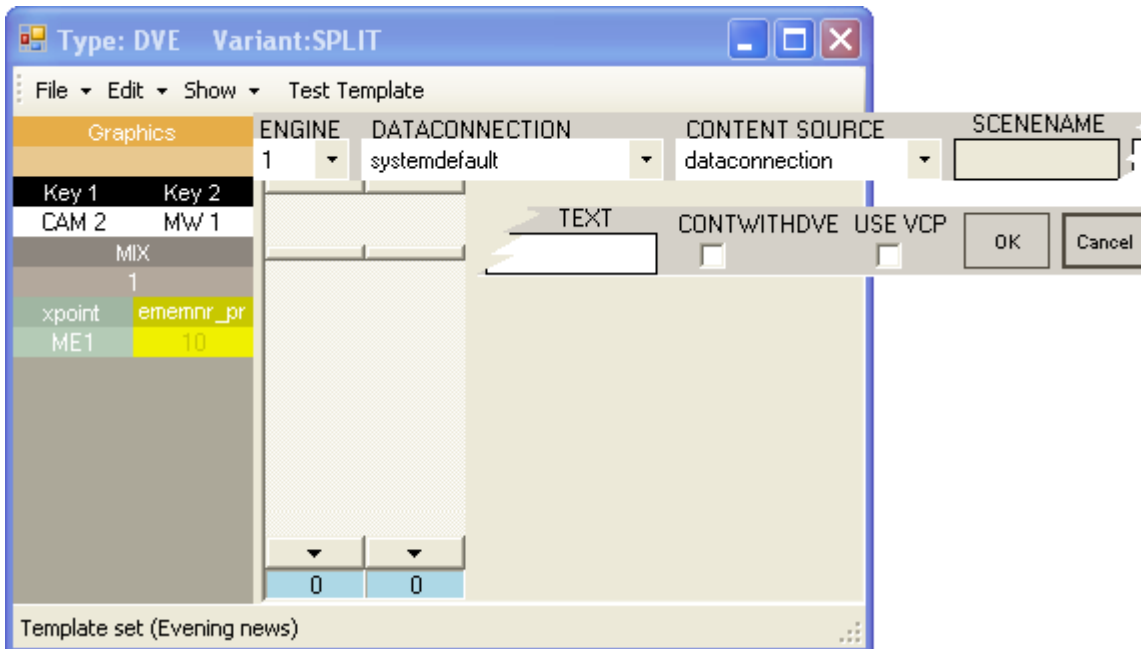 Type: DVE Variant:SPLIT
File Edit Show Test Template
Graphics
ENGINE DATACONNECTION CONTENT SOURCE SCENENAME
1 systemdefault dataconnection
Key 1 Key 2
CAM 2 MW 1
TEXT CONTWITHDVE USE VCP OK Cancel
MIX
1
xpoint ememnr_pr
ME1 10
0 0
Template set (Evening news)